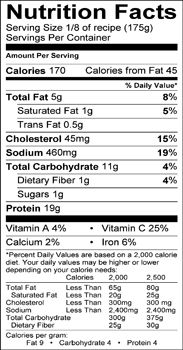 Nutrition Facts
Serving Size 1/8 of recipe (175g)
Servings Per Container
Amount Per Serving
Calories 170 Calories from Fat 45
% Daily Value*
Total Fat 5g 8%
Saturated Fat 1g 5%
Trans Fat 0.5g
Cholesterol 45mg 15%
Sodium 460mg 19%
Total Carbohydrate 11g 4%
Dietary Fiber 1g 4%
Sugars 1g
Protein 19g
Vitamin A 4% • Vitamin C 25%
Calcium 2% • Iron 6%
*Percent Daily Values are based on a 2,000 calorie
diet. Your daily values may be higher or lower
depending on your calorie needs:
Calories 2,000 2,500
Total Fat Less Than 65g 80g
Saturated Fat Less Than 20g 25g
Cholesterol Less Than 300mg 300 mg
Sodium Less Than 2,400mg 2,400mg
Total Carbohydrate 300g 375g
Dietary Fiber 25g 30g
Calories per gram:
Fat 9 • Carbohydrate 4 • Protein 4